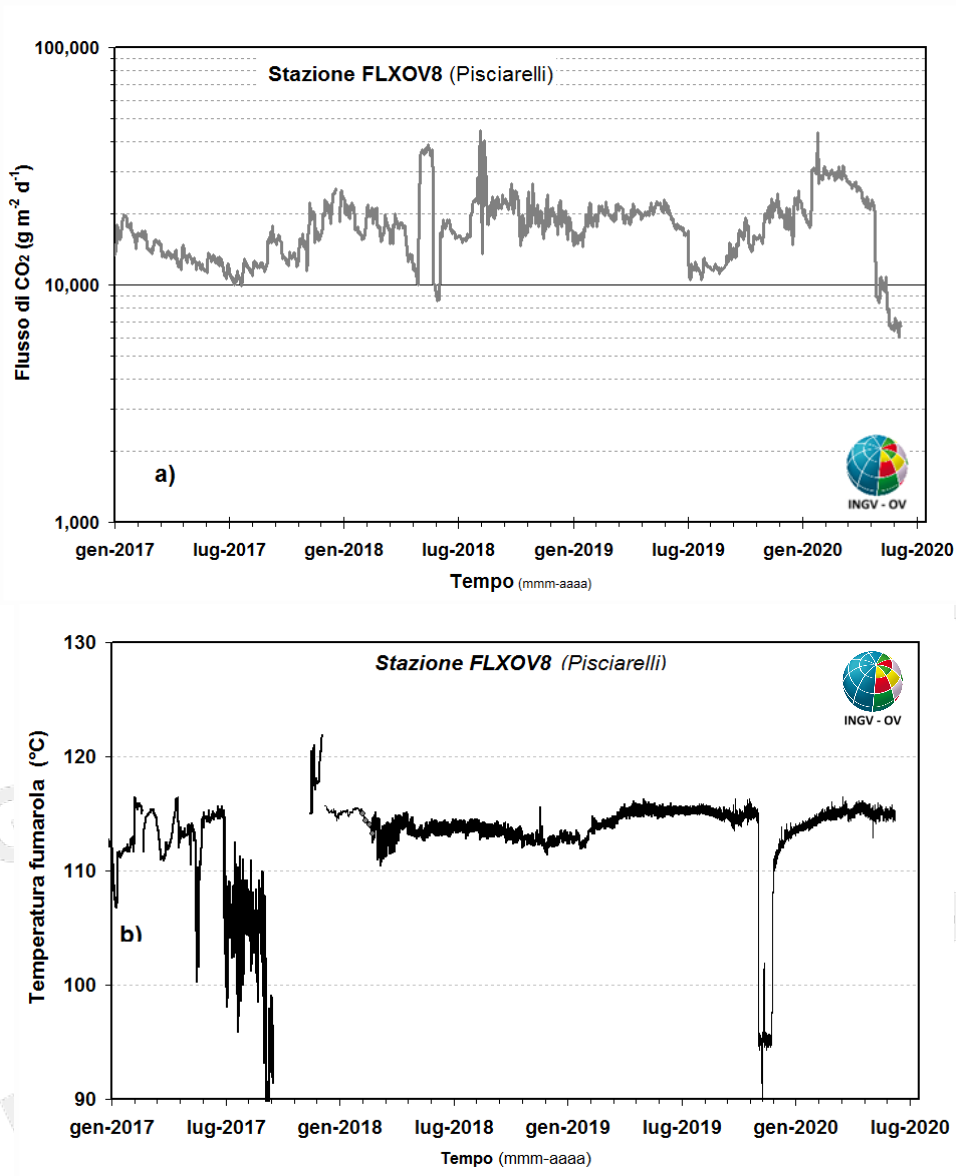 100,000
Stazione FLXOV8 (Pisciarelli)
Flusso di CO2 (g m-2 d-1)
10,000
a)
INGV - OV
1,000
gen-2017 lug-2017 gen-2018 lug-2018 gen-2019 lug-2019 gen-2020 lug-2020
Tempo (mmm-aaaa)
130
Stazione FLXOV8 (Pisciarelli)
INGV - OV
120
Temperatura fumarola (°C)
110
b)
100
90
gen-2017 lug-2017 gen-2018 lug-2018 gen-2019 lug-2019 gen-2020 lug-2020
Tempo (mmm-aaaa)